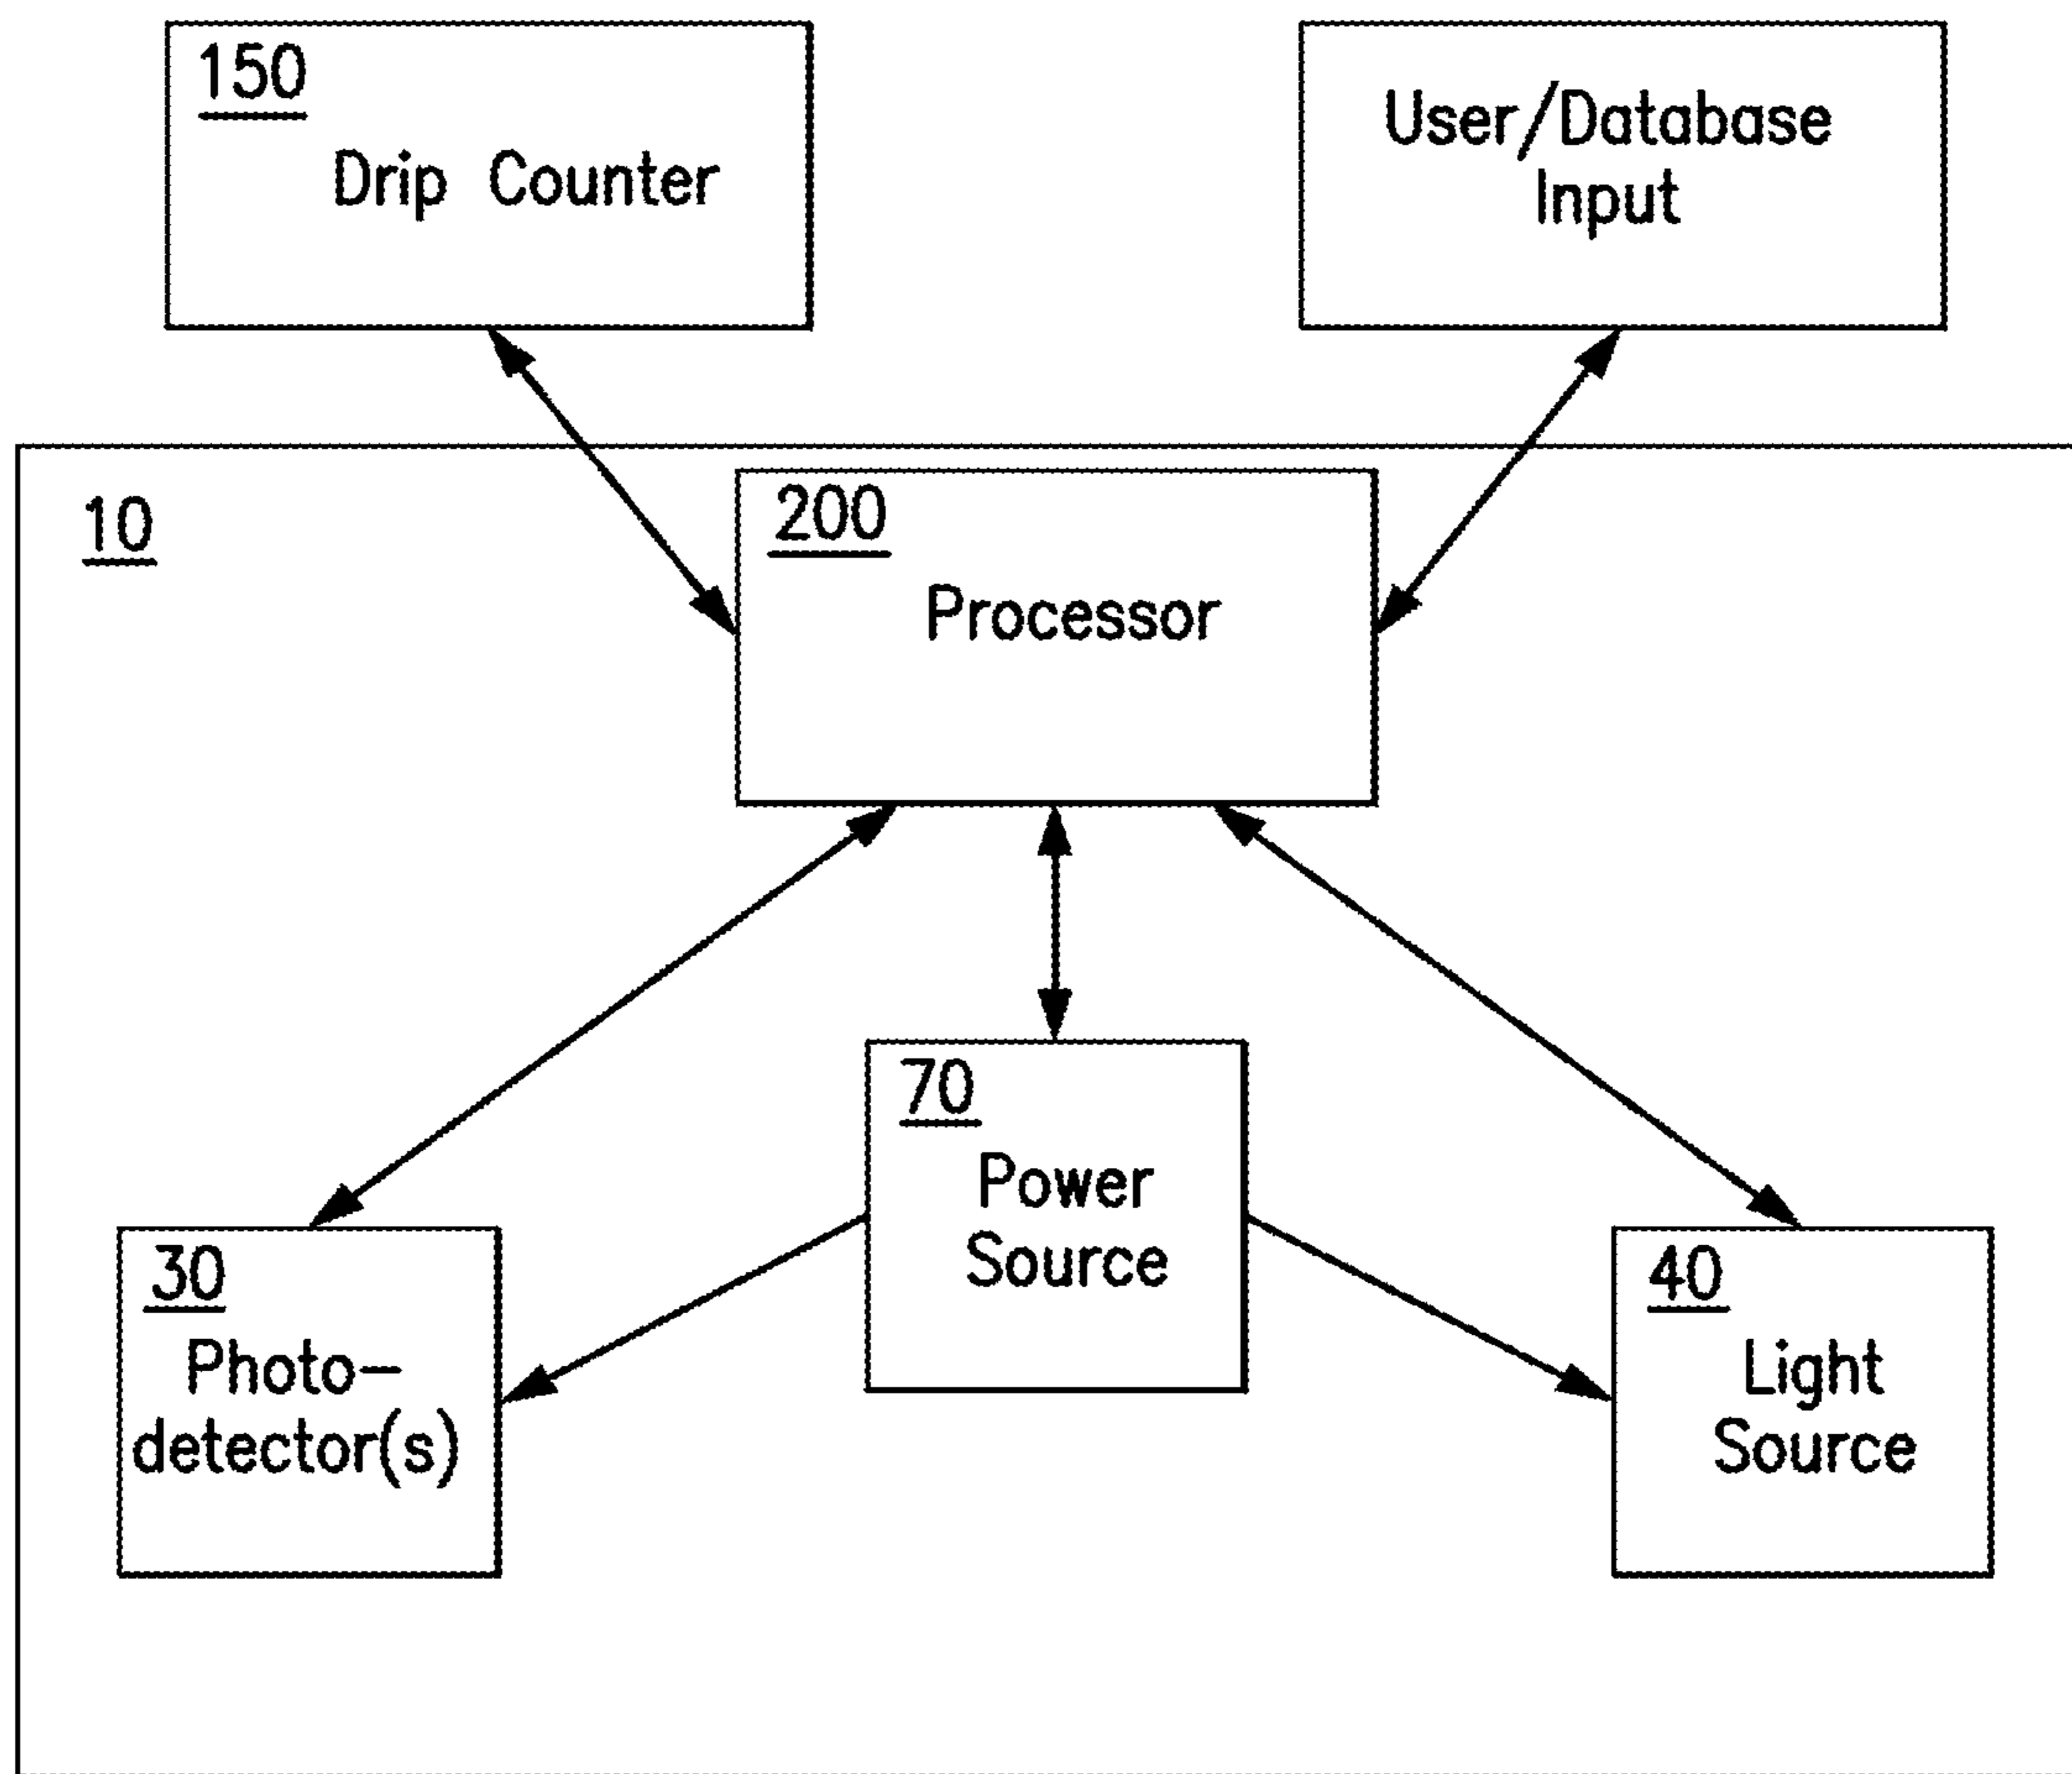 150
Drip Counter
User/Database
Input
10
200
Processor
70
Power
Source
30
Photo-
detector(s)
40
Light
Source